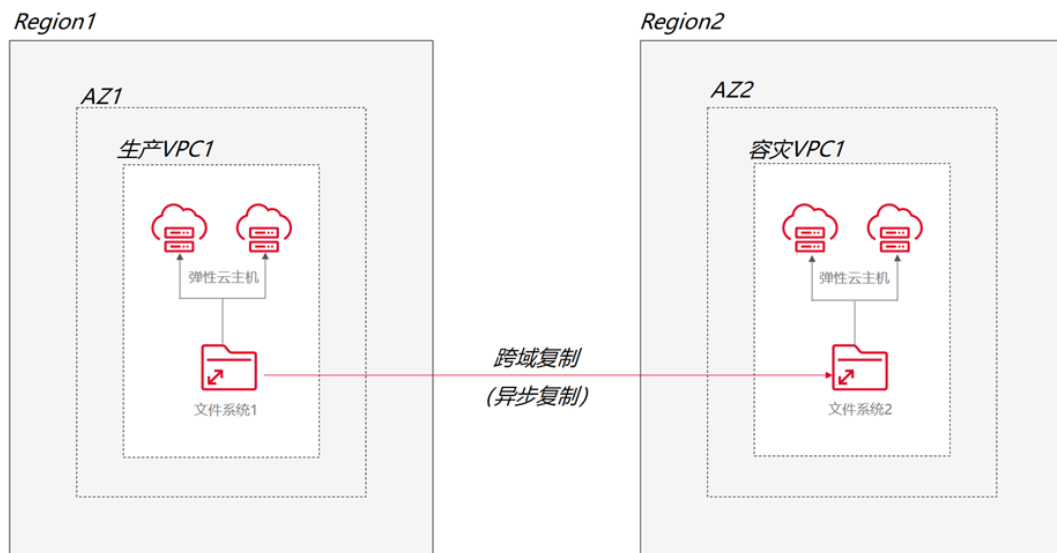 Region1
Region2
AZ1
AZ2
生产VPC1
容灾VPC1
弹性云主机
弹性云主机
跨域复制
(异步复制)
文件系统1
文件系统2